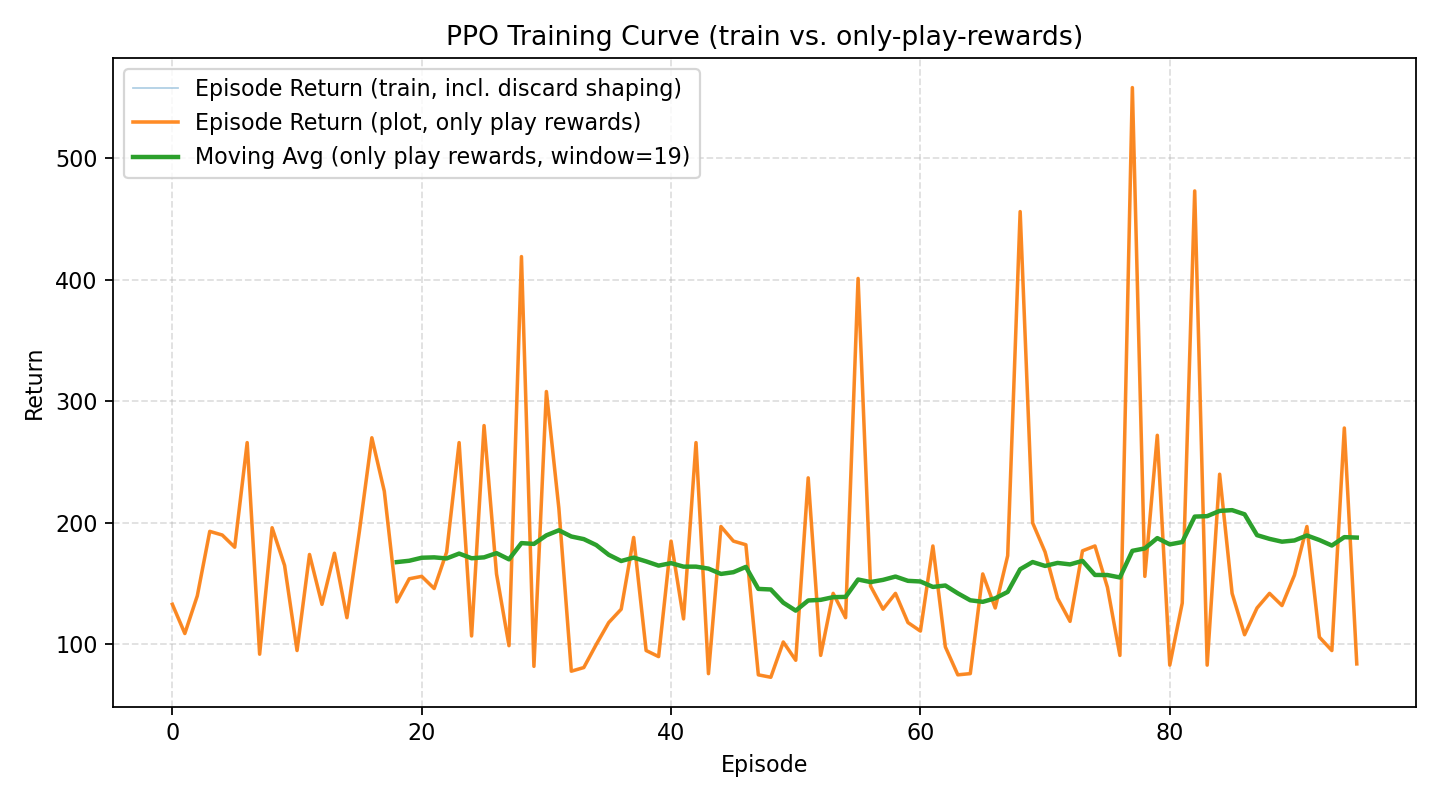 PPO Training Curve (train vs. only-play-rewards)
Episode Return (train, incl. discard shaping)
Episode Return (plot, only play rewards)
Moving Avg (only play rewards, window=19)
500
400
300
200
100
Return
0 20 40 60 80
Episode